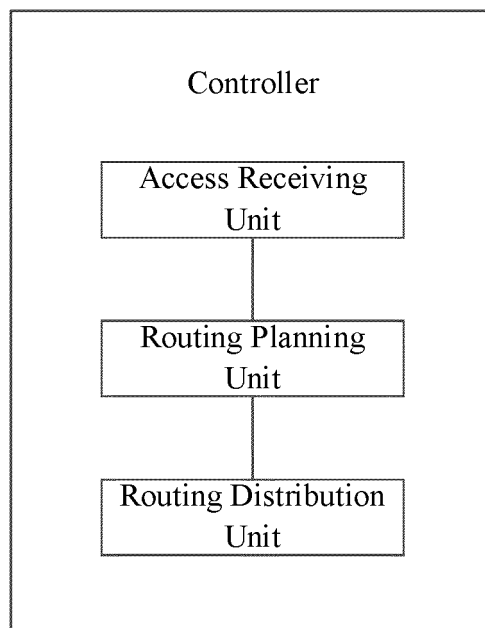 Controller
Access Receiving
Unit
Routing Planning
Unit
Routing Distribution
Unit